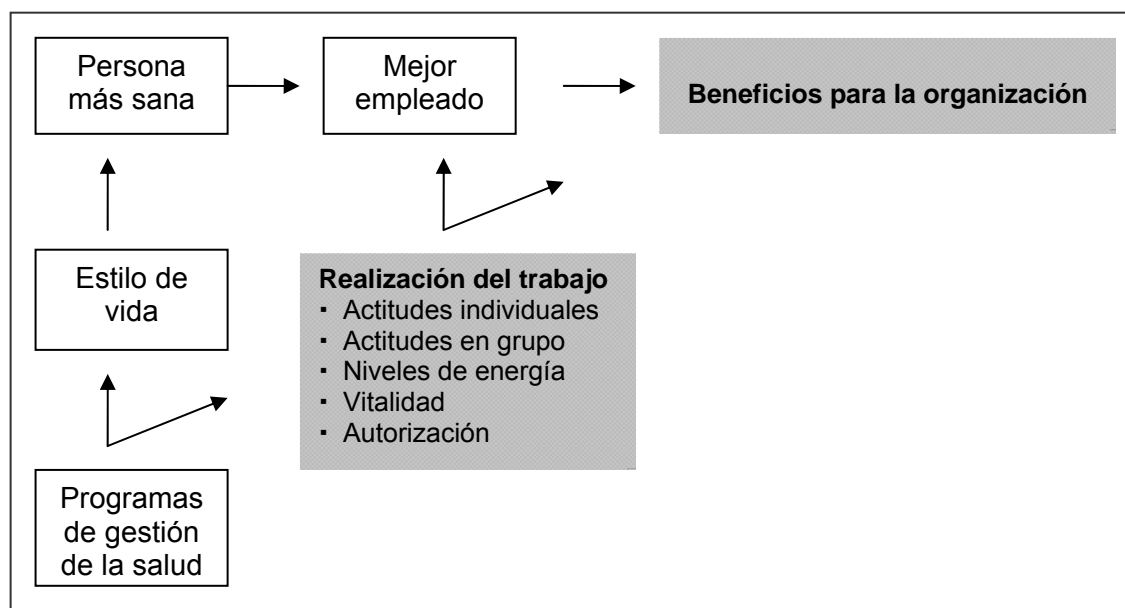 Persona
más sana
Mejor
empleado
Beneficios para la organización
Estilo de
vida
Realización del trabajo
▪ Actitudes individuales
▪ Actitudes en grupo
▪ Niveles de energía
▪ Vitalidad
▪ Autorización
Programas
de gestión
de la salud